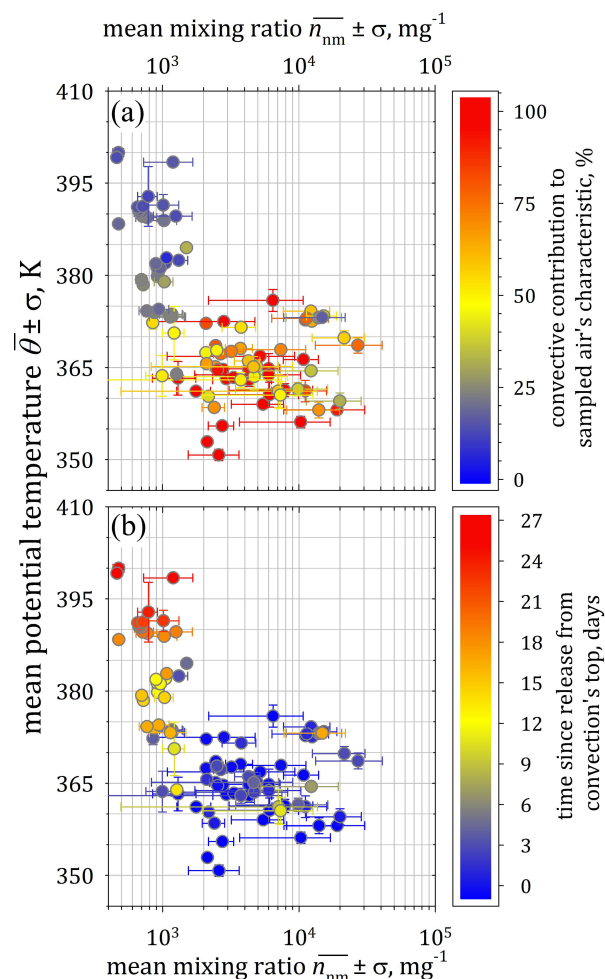 mean mixing ratio n̅n̅m̅ ± σ, mg⁻¹
10³ 10⁴ 10⁵
410
(a)
395
380
365
350
100
75
50
25
0
convective contribution to
sampled air's characteristic, %
mean potential temperature θ̅ ± σ, K
410
(b)
395
380
365
350
27
24
21
18
15
12
9
6
3
0
time since release from
convection's top, days
10³ 10⁴ 10⁵
mean mixing ratio n̅n̅m̅ ± σ, mg⁻¹